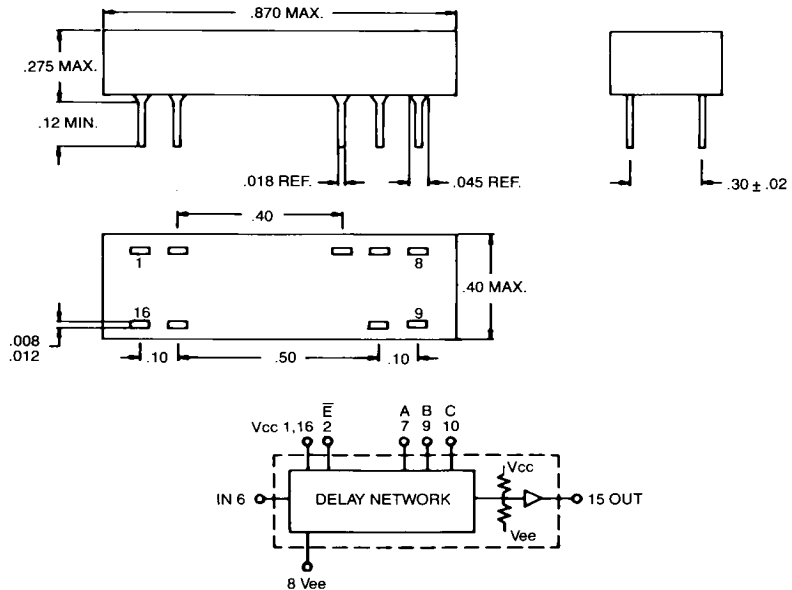 .870 MAX.
.275 MAX.
.12 MIN.
.018 REF.
.045 REF.
.30 ± .02
.40
1
8
.40 MAX.
16
9
.008
.012
.10
.50
.10
E̅
A
B
C
Vcc 1,16
2
7
9
10
Vcc
IN 6
DELAY NETWORK
15 OUT
Vee
8 Vee